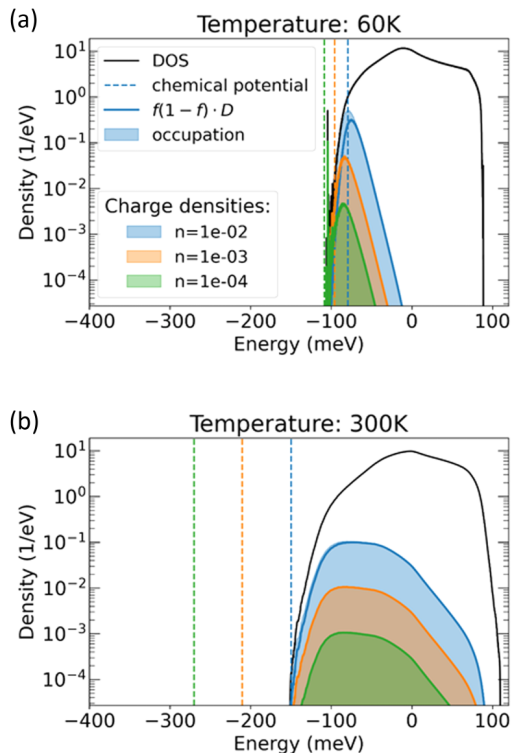 (a)
Temperature: 60K
Density (1/eV)
10¹
10⁰
10⁻¹
10⁻²
10⁻³
10⁻⁴
DOS
chemical potential
f(1 − f) · D
occupation
Charge densities:
n=1e-02
n=1e-03
n=1e-04
−400 −300 −200 −100 0 100
Energy (meV)
(b)
Temperature: 300K
Density (1/eV)
10¹
10⁰
10⁻¹
10⁻²
10⁻³
10⁻⁴
−400 −300 −200 −100 0 100
Energy (meV)